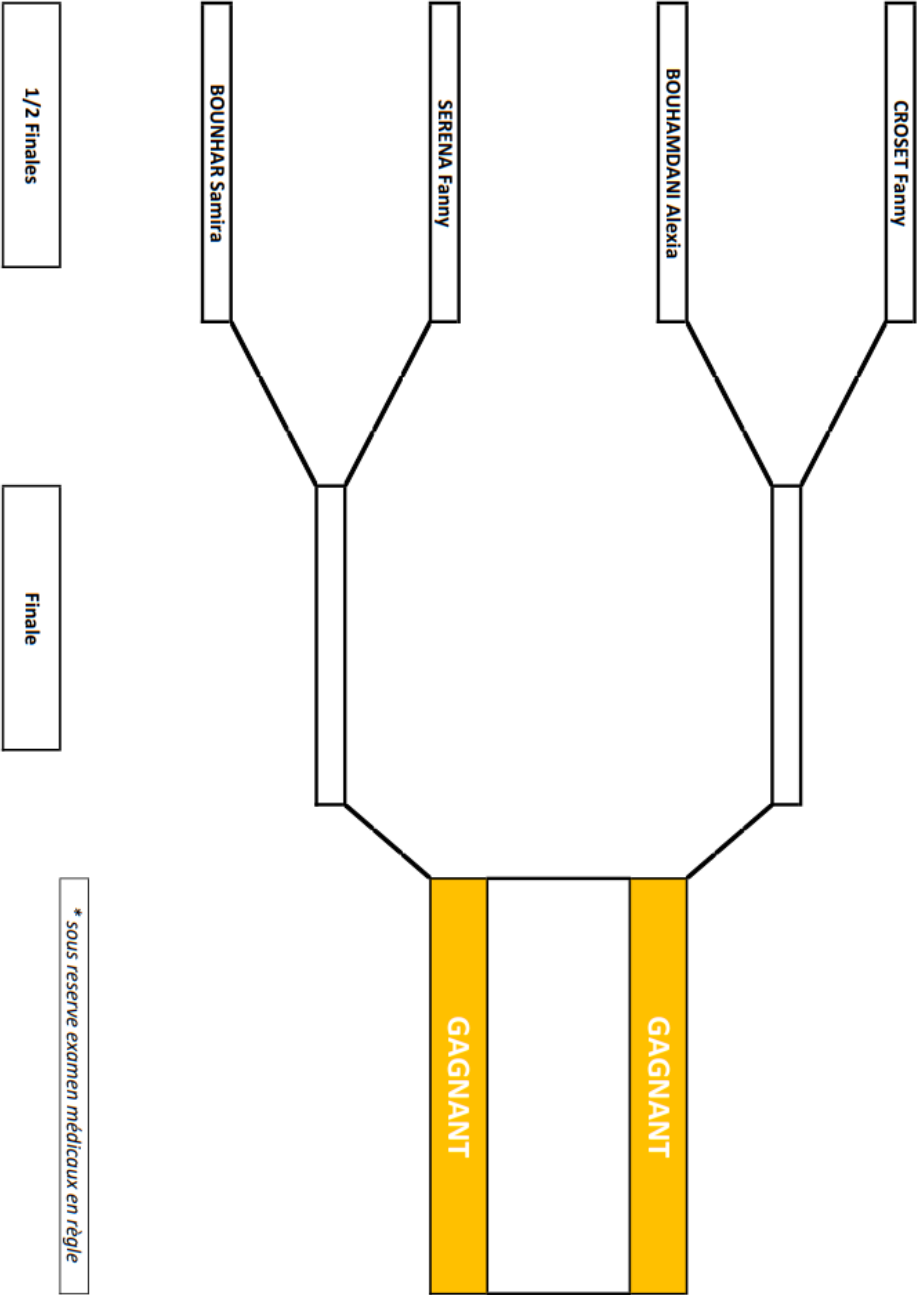 CROSET Fanny
BOUHAMDANI Alexia
SERENA Fanny
BOUNHAR Samira
GAGNANT
GAGNANT
1/2 Finales
Finale
* sous reserve examen médicaux en règle